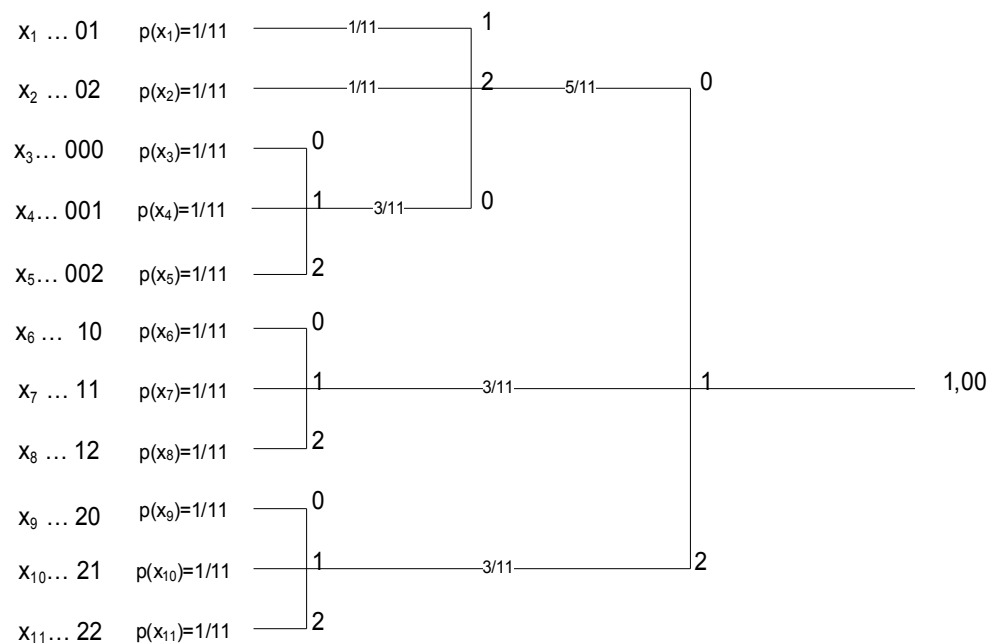 x₁ … 01 p(x₁)=1/11 1/11 1
x₂ … 02 p(x₂)=1/11 1/11 2 5/11 0
x₃… 000 p(x₃)=1/11 0
x₄… 001 p(x₄)=1/11 1 3/11 0
x₅… 002 p(x₅)=1/11 2
x₆ … 10 p(x₆)=1/11 0
x₇ … 11 p(x₇)=1/11 1 3/11 1 1,00
x₈ … 12 p(x₈)=1/11 2
x₉ … 20 p(x₉)=1/11 0
x₁₀… 21 p(x₁₀)=1/11 1 3/11 2
x₁₁… 22 p(x₁₁)=1/11 2